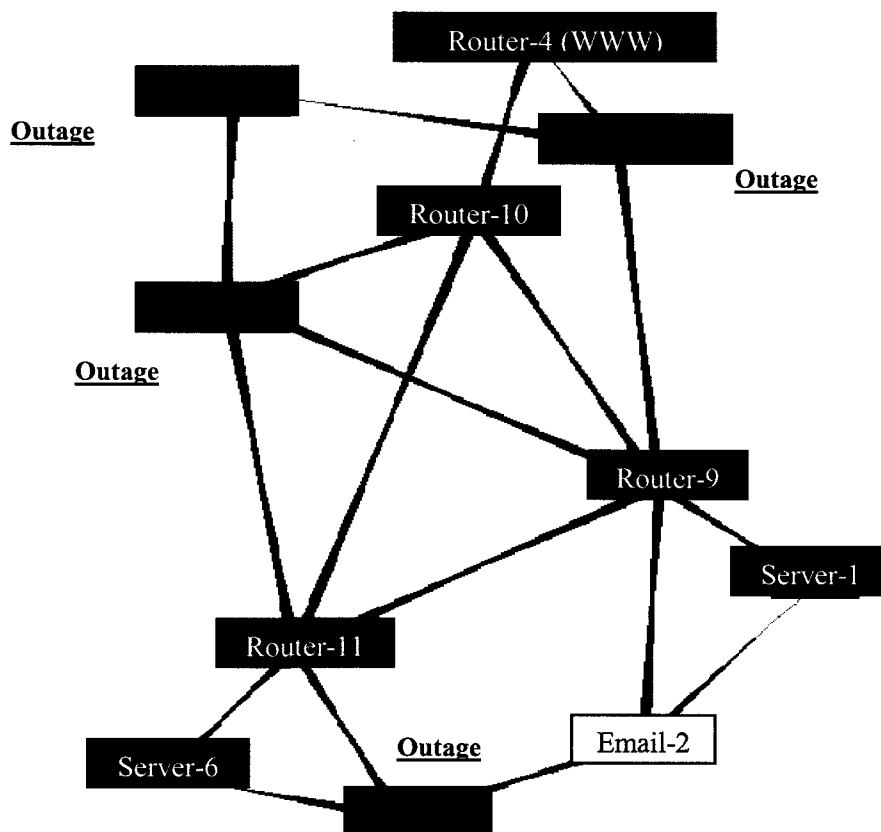 Router-4 (WWW)
Outage
Outage
Router-10
Outage
Router-9
Server-1
Router-11
Outage
Email-2
Server-6